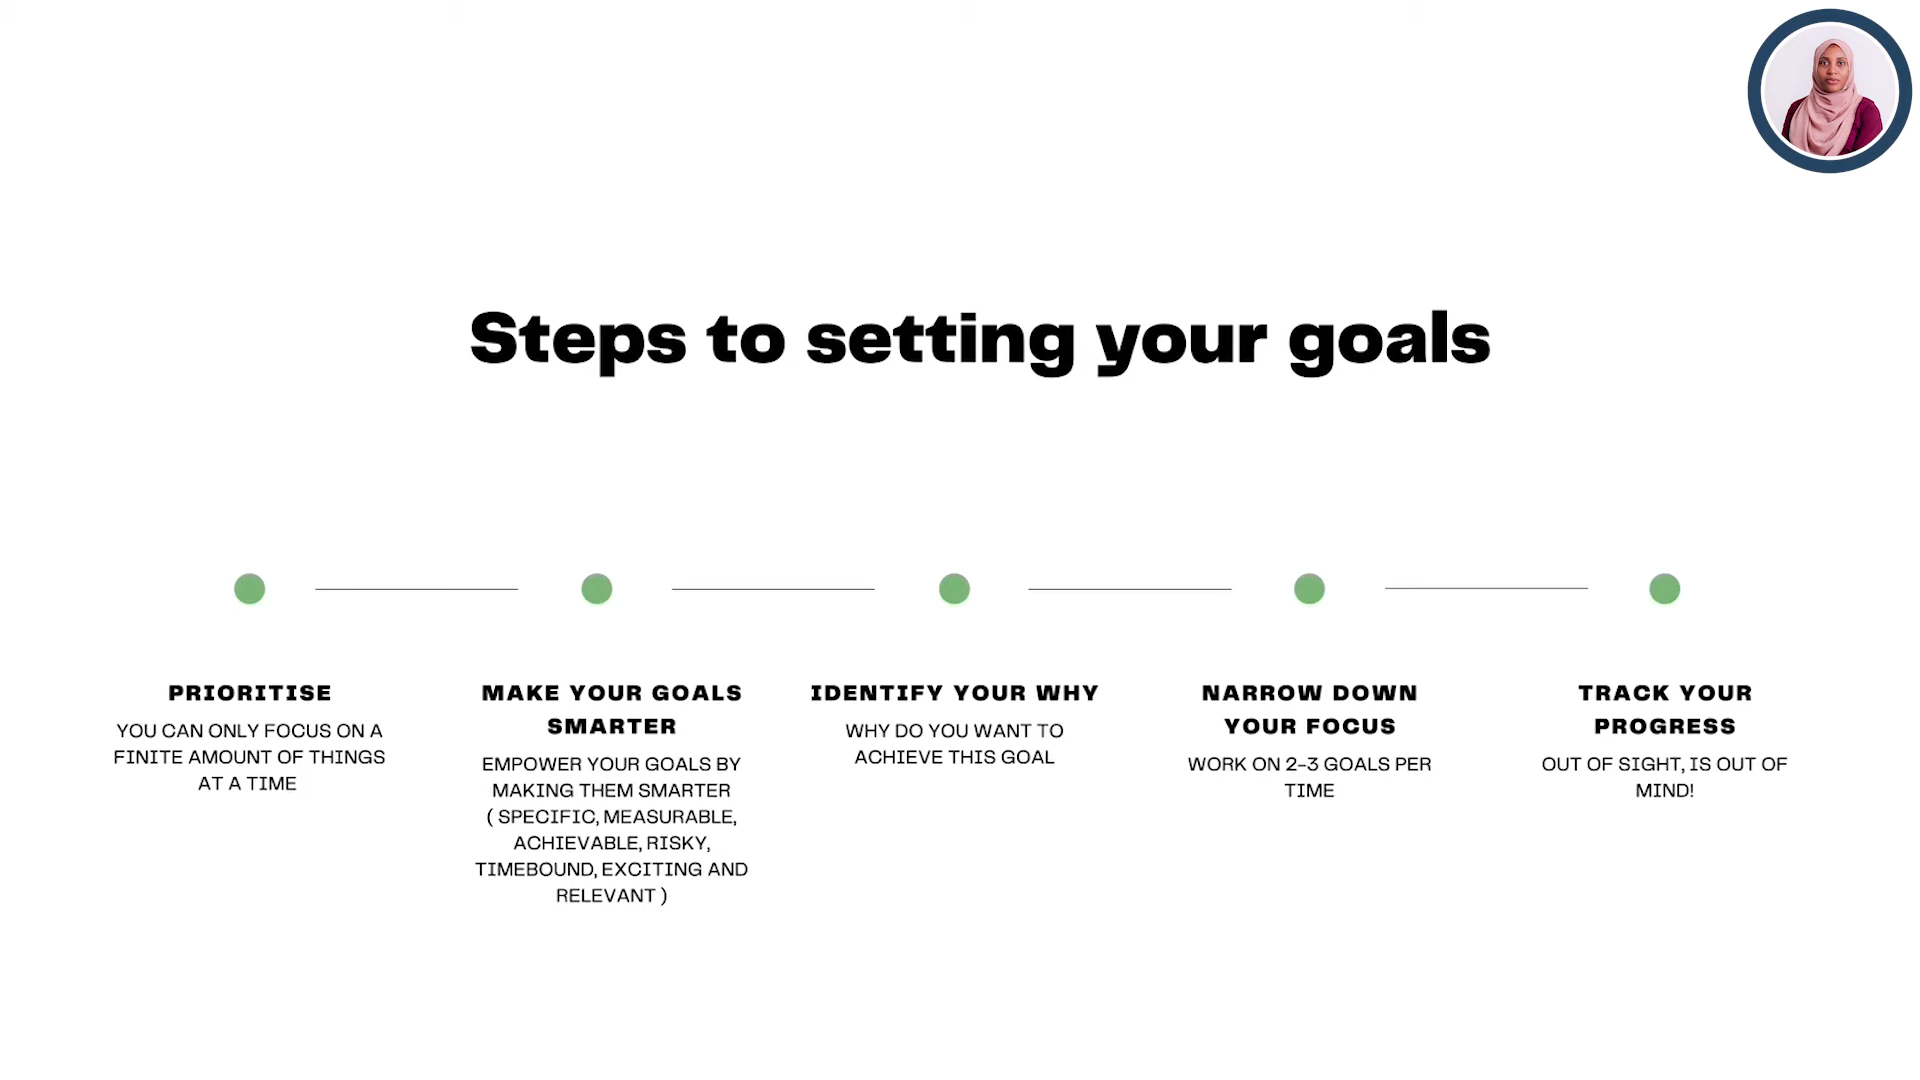 Steps to setting your goals
PRIORITISE
YOU CAN ONLY FOCUS ON A
FINITE AMOUNT OF THINGS
AT A TIME
MAKE YOUR GOALS
SMARTER
EMPOWER YOUR GOALS BY
MAKING THEM SMARTER
( SPECIFIC, MEASURABLE,
ACHIEVABLE, RISKY,
TIMEBOUND, EXCITING AND
RELEVANT )
IDENTIFY YOUR WHY
WHY DO YOU WANT TO
ACHIEVE THIS GOAL
NARROW DOWN
YOUR FOCUS
WORK ON 2-3 GOALS PER
TIME
TRACK YOUR
PROGRESS
OUT OF SIGHT, IS OUT OF
MIND!